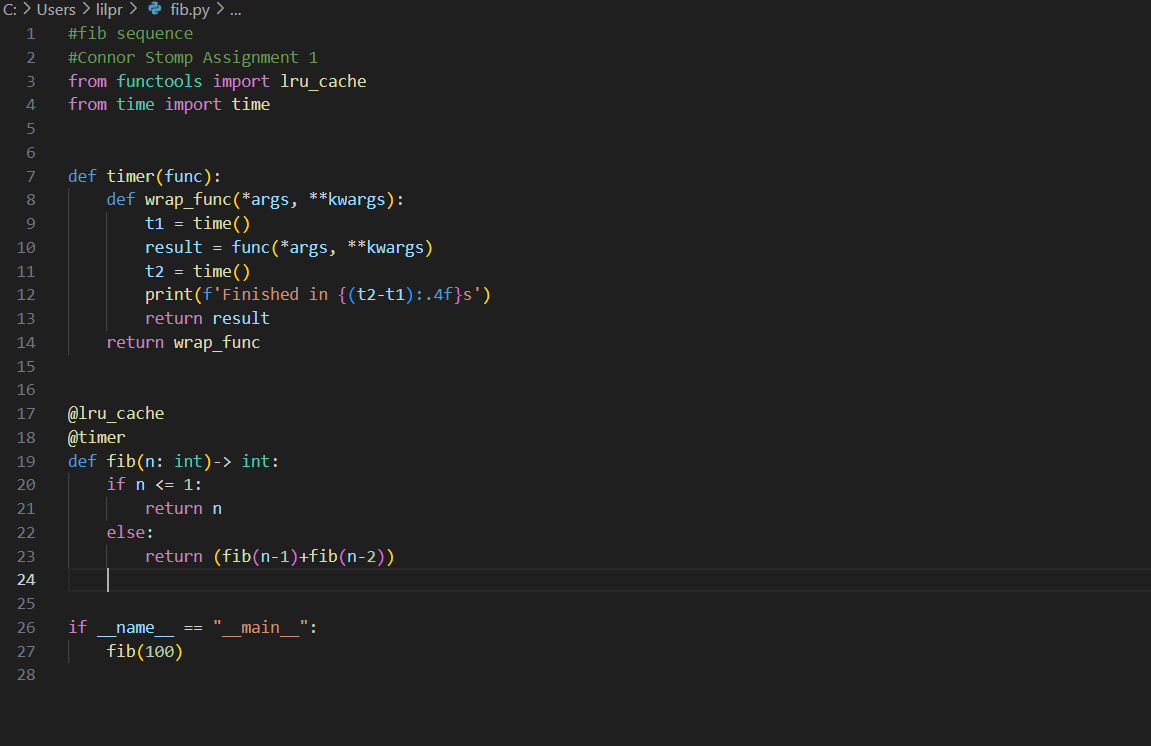 C: > Users > lilpr > fib.py > ...
1 #fib sequence
2 #Connor Stomp Assignment 1
3 from functools import lru_cache
4 from time import time
5
6
7 def timer(func):
8     def wrap_func(*args, **kwargs):
9         t1 = time()
10         result = func(*args, **kwargs)
11         t2 = time()
12         print(f'Finished in {(t2-t1):.4f}s')
13         return result
14     return wrap_func
15
16
17 @lru_cache
18 @timer
19 def fib(n: int)-> int:
20     if n <= 1:
21         return n
22     else:
23         return (fib(n-1)+fib(n-2))
24
25
26 if __name__ == "__main__":
27     fib(100)
28